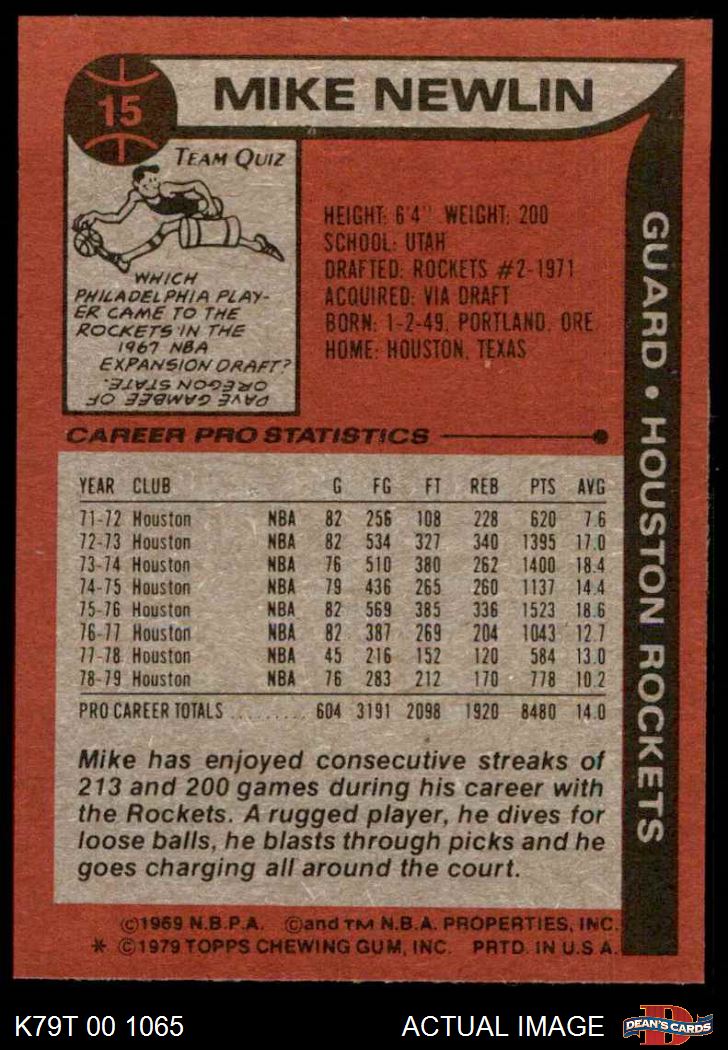 15
MIKE NEWLIN
TEAM QUIZ
WHICH
PHILADELPHIA PLAY-
ER CAME TO THE
ROCKETS IN THE
1967 NBA
EXPANSION DRAFT?
DAVE GAMBEE OF
OREGON STATE.
HEIGHT: 6'4" WEIGHT: 200
SCHOOL: UTAH
DRAFTED: ROCKETS #2-1971
ACQUIRED: VIA DRAFT
BORN: 1-2-49, PORTLAND, ORE.
HOME: HOUSTON, TEXAS
GUARD • HOUSTON ROCKETS
CAREER PRO STATISTICS
YEAR CLUB G FG FT REB PTS AVG
71-72 Houston NBA 82 256 108 228 620 7.6
72-73 Houston NBA 82 534 327 340 1395 17.0
73-74 Houston NBA 76 510 380 262 1400 18.4
74-75 Houston NBA 79 436 265 260 1137 14.4
75-76 Houston NBA 82 569 385 336 1523 18.6
76-77 Houston NBA 82 387 269 204 1043 12.7
77-78 Houston NBA 45 216 152 120 584 13.0
78-79 Houston NBA 76 283 212 170 778 10.2
PRO CAREER TOTALS ......... 604 3191 2098 1920 8480 14.0
Mike has enjoyed consecutive streaks of
213 and 200 games during his career with
the Rockets. A rugged player, he dives for
loose balls, he blasts through picks and he
goes charging all around the court.
©1969 N.B.P.A. ©and TM N.B.A. PROPERTIES, INC.
* ©1979 TOPPS CHEWING GUM, INC. PRTD. IN U.S.A.
K79T 00 1065 ACTUAL IMAGE D DEAN'S CARDS